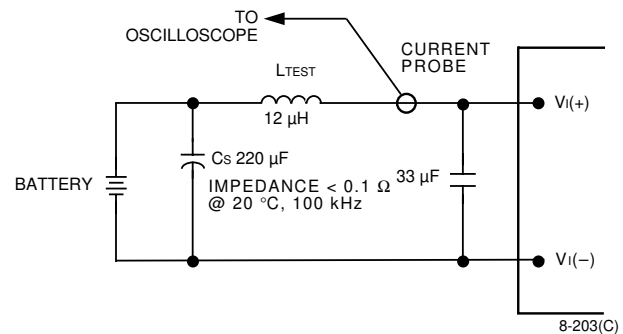 TO
OSCILLOSCOPE
CURRENT
PROBE
LTEST
12 µH
VI(+)
CS 220 µF
IMPEDANCE < 0.1 Ω
@ 20 °C, 100 kHz
33 µF
BATTERY
VI(–)
8-203(C)